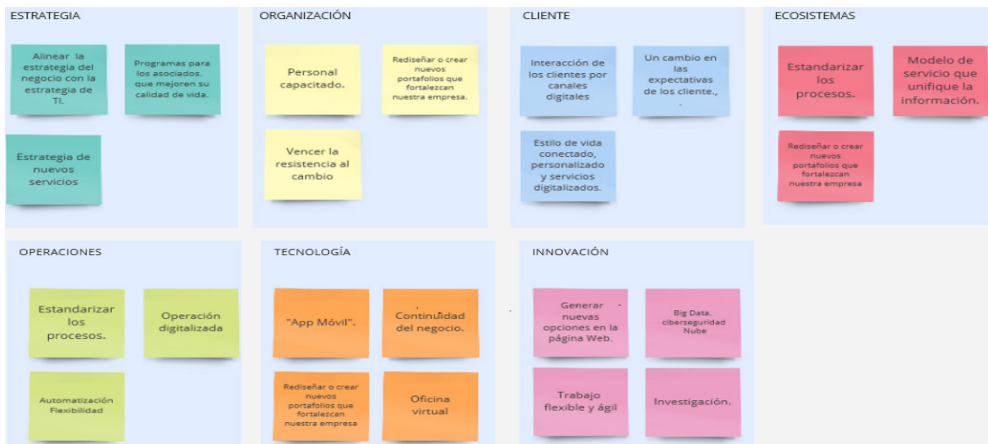 ESTRATEGIA
Alinear la
estrategia del
negocio con la
estrategia de
TI.
Programas para
los asociados.
que mejoren su
calidad de vida.
Estrategia de
nuevos
servicios
ORGANIZACIÓN
Personal
capacitado.
Rediseñar o crear
nuevos
portafolios que
fortalezcan
nuestra empresa.
Vencer la
resistencia al
cambio
CLIENTE
Interacción de
los clientes por
canales
digitales
Un cambio en
las
expectativas
de los cliente.,
.
Estilo de vida
conectado,
personalizado
y servicios
digitalizados.
ECOSISTEMAS
Estandarizar
los
procesos.
Modelo de
servicio que
unifique la
información.
Rediseñar o crear
nuevos
portafolios que
fortalezcan
nuestra empresa
OPERACIONES
Estandarizar
los
procesos.
Operación
digitalizada
Automatización
Flexibilidad
TECNOLOGÍA
"App Móvil".
Continuidad
del negocio.
Rediseñar o crear
nuevos
portafolios que
fortalezcan
nuestra empresa
Oficina
virtual
INNOVACIÓN
Generar
nuevas
opciones en la
página Web.
Big Data.
ciberseguridad
Nube
Trabajo
flexible y ágil
Investigación.